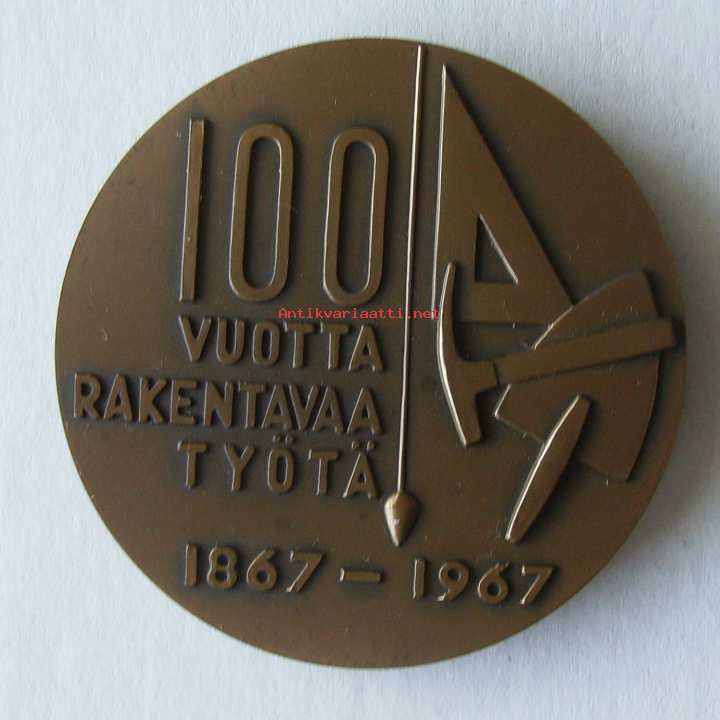 100
Antikvariaatti.net
VUOTTA
RAKENTAVAA
TYÖTÄ
1867 – 1967